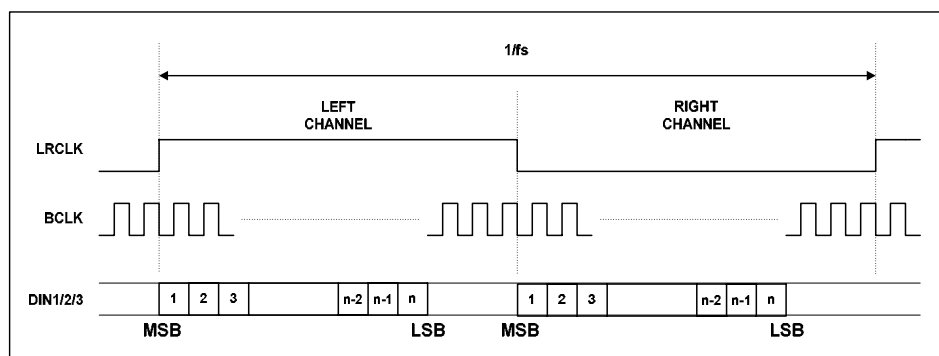 1/fs
LEFT
CHANNEL
RIGHT
CHANNEL
LRCLK
BCLK
DIN1/2/3
1 2 3 n-2 n-1 n 1 2 3 n-2 n-1 n
MSB LSB MSB LSB